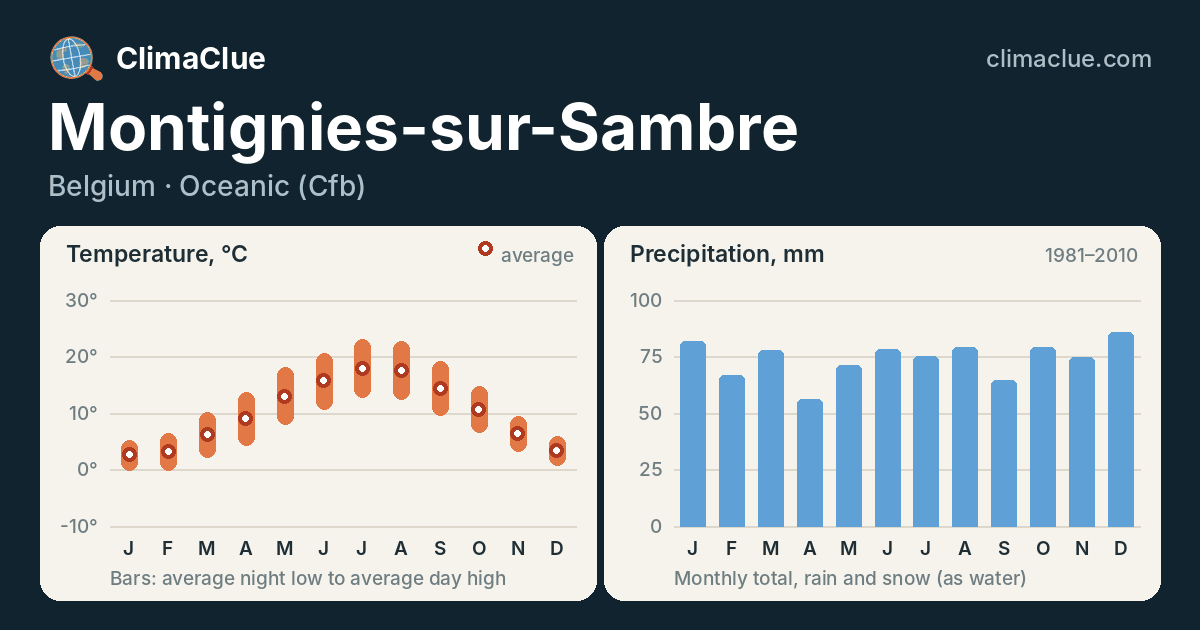 ClimaClue
climaclue.com
Montignies-sur-Sambre
Belgium · Oceanic (Cfb)
Temperature, °C
average
30°
20°
10°
0°
-10°
J F M A M J J A S O N D
Bars: average night low to average day high
Precipitation, mm
1981–2010
100
75
50
25
0
J F M A M J J A S O N D
Monthly total, rain and snow (as water)